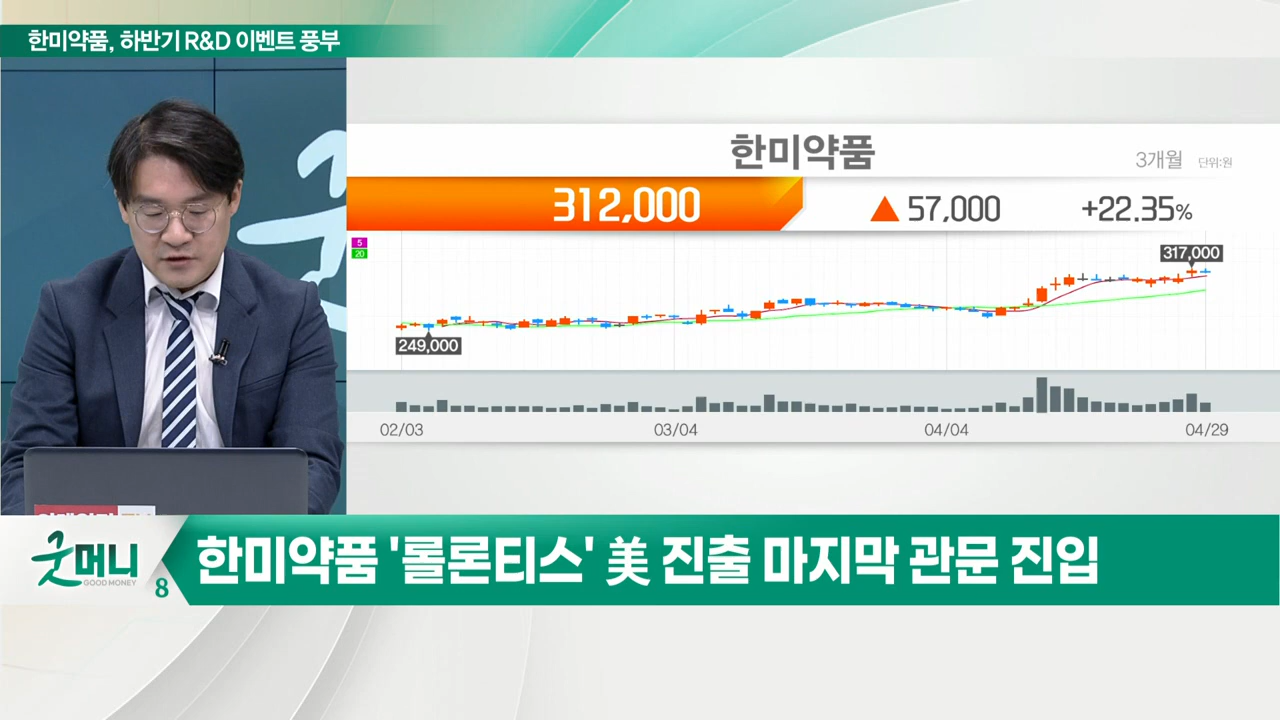 한미약품, 하반기 R&D 이벤트 풍부
한미약품
3개월 단위:원
312,000 ▲ 57,000 +22.35%
5
20
317,000
249,000
02/03 03/04 04/04 04/29
굿머니
GOOD MONEY
8
한미약품 '롤론티스' 美 진출 마지막 관문 진입